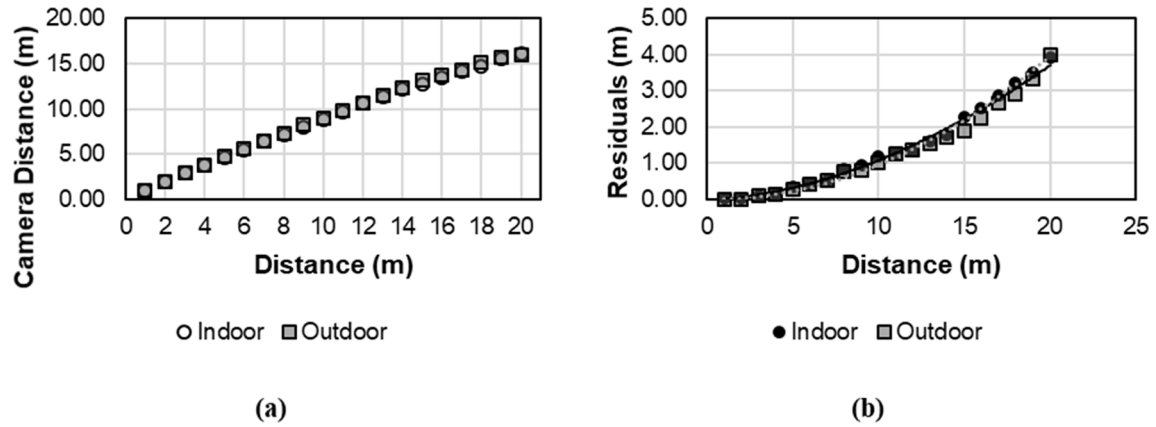 Camera Distance (m)
20.00
15.00
10.00
5.00
0.00
0 2 4 6 8 10 12 14 16 18 20
Distance (m)
Indoor Outdoor
(a)
Residuals (m)
5.00
4.00
3.00
2.00
1.00
0.00
0 5 10 15 20 25
Distance (m)
Indoor Outdoor
(b)